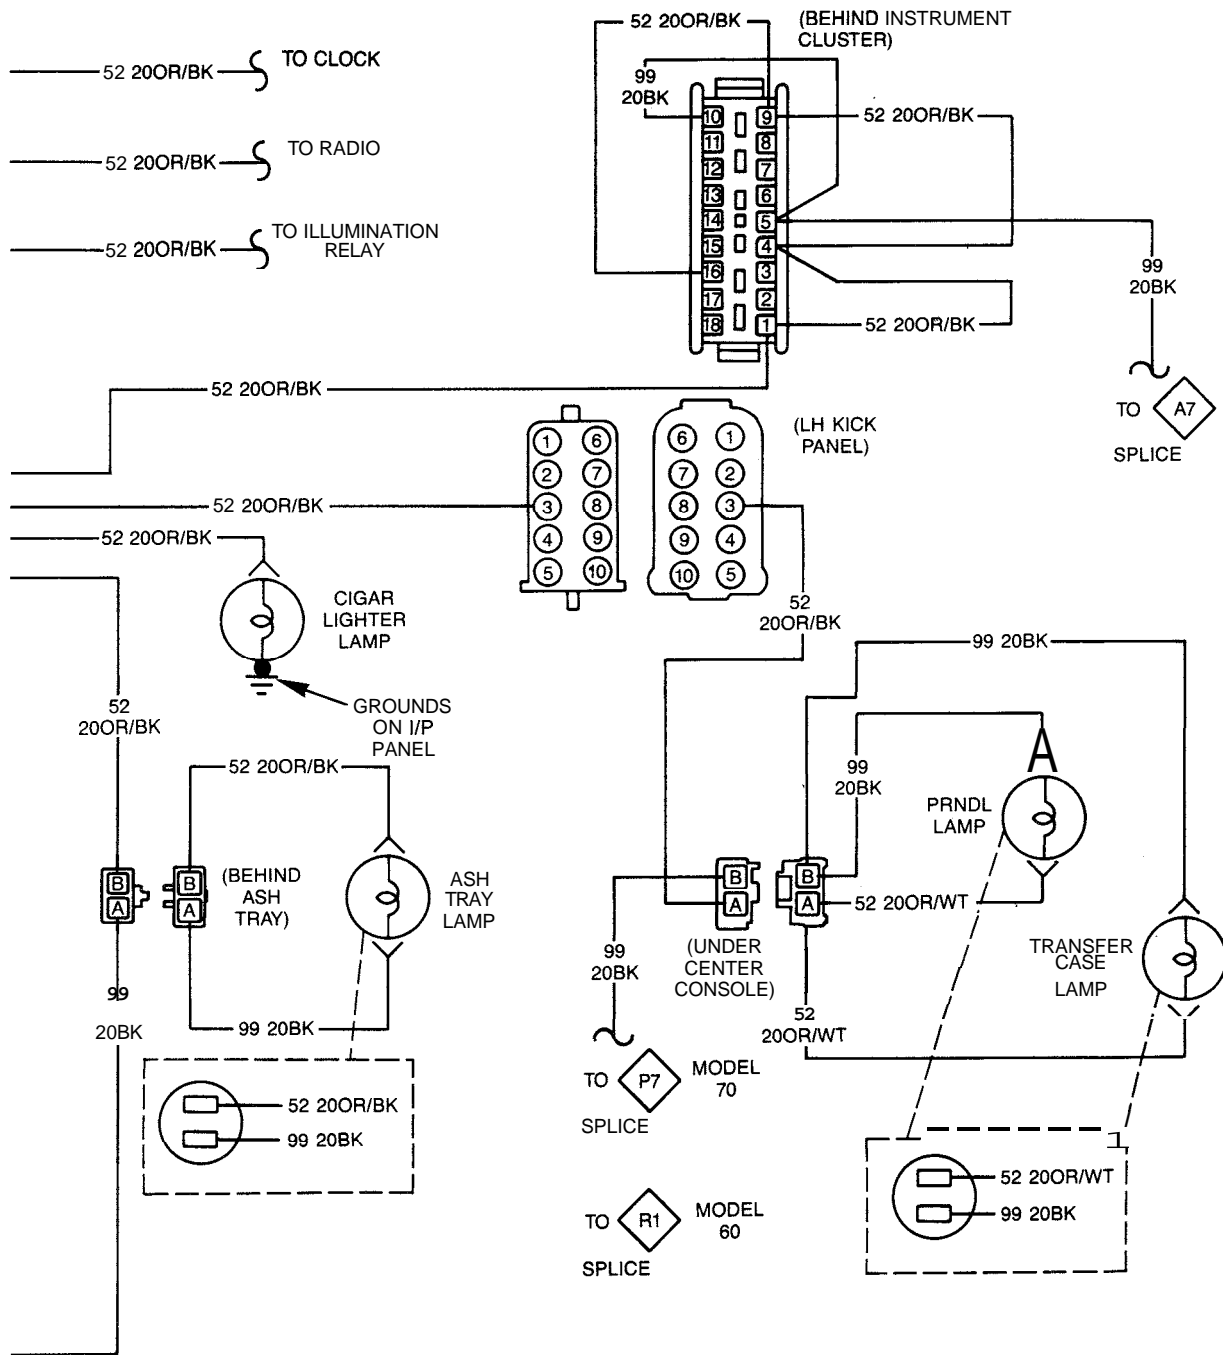 52 20OR/BK
TO CLOCK
52 20OR/BK
TO RADIO
52 20OR/BK
TO ILLUMINATION
RELAY
52 20OR/BK
(BEHIND INSTRUMENT
CLUSTER)
99
20BK
10 9
11 8
12 7
13 6
14 5
15 4
16 3
17 2
18 1
52 20OR/BK
52 20OR/BK
99
20BK
TO A7
SPLICE
52 20OR/BK
(LH KICK
PANEL)
1 6
2 7
3 8
4 9
5 10
6 1
7 2
8 3
9 4
10 5
52 20OR/BK
52 20OR/BK
CIGAR
LIGHTER
LAMP
GROUNDS
ON I/P
PANEL
52
20OR/BK
52
20OR/BK
52 20OR/BK
B
A
B
A
(BEHIND
ASH
TRAY)
ASH
TRAY
LAMP
99
20BK
99 20BK
52 20OR/BK
99 20BK
99 20BK
99
20BK
PRNDL
LAMP
B
A
B
A
52 20OR/WT
(UNDER
CENTER
CONSOLE)
99
20BK
52
20OR/WT
TRANSFER
CASE
LAMP
TO P7 MODEL
70
SPLICE
TO R1 MODEL
60
SPLICE
52 20OR/WT
99 20BK